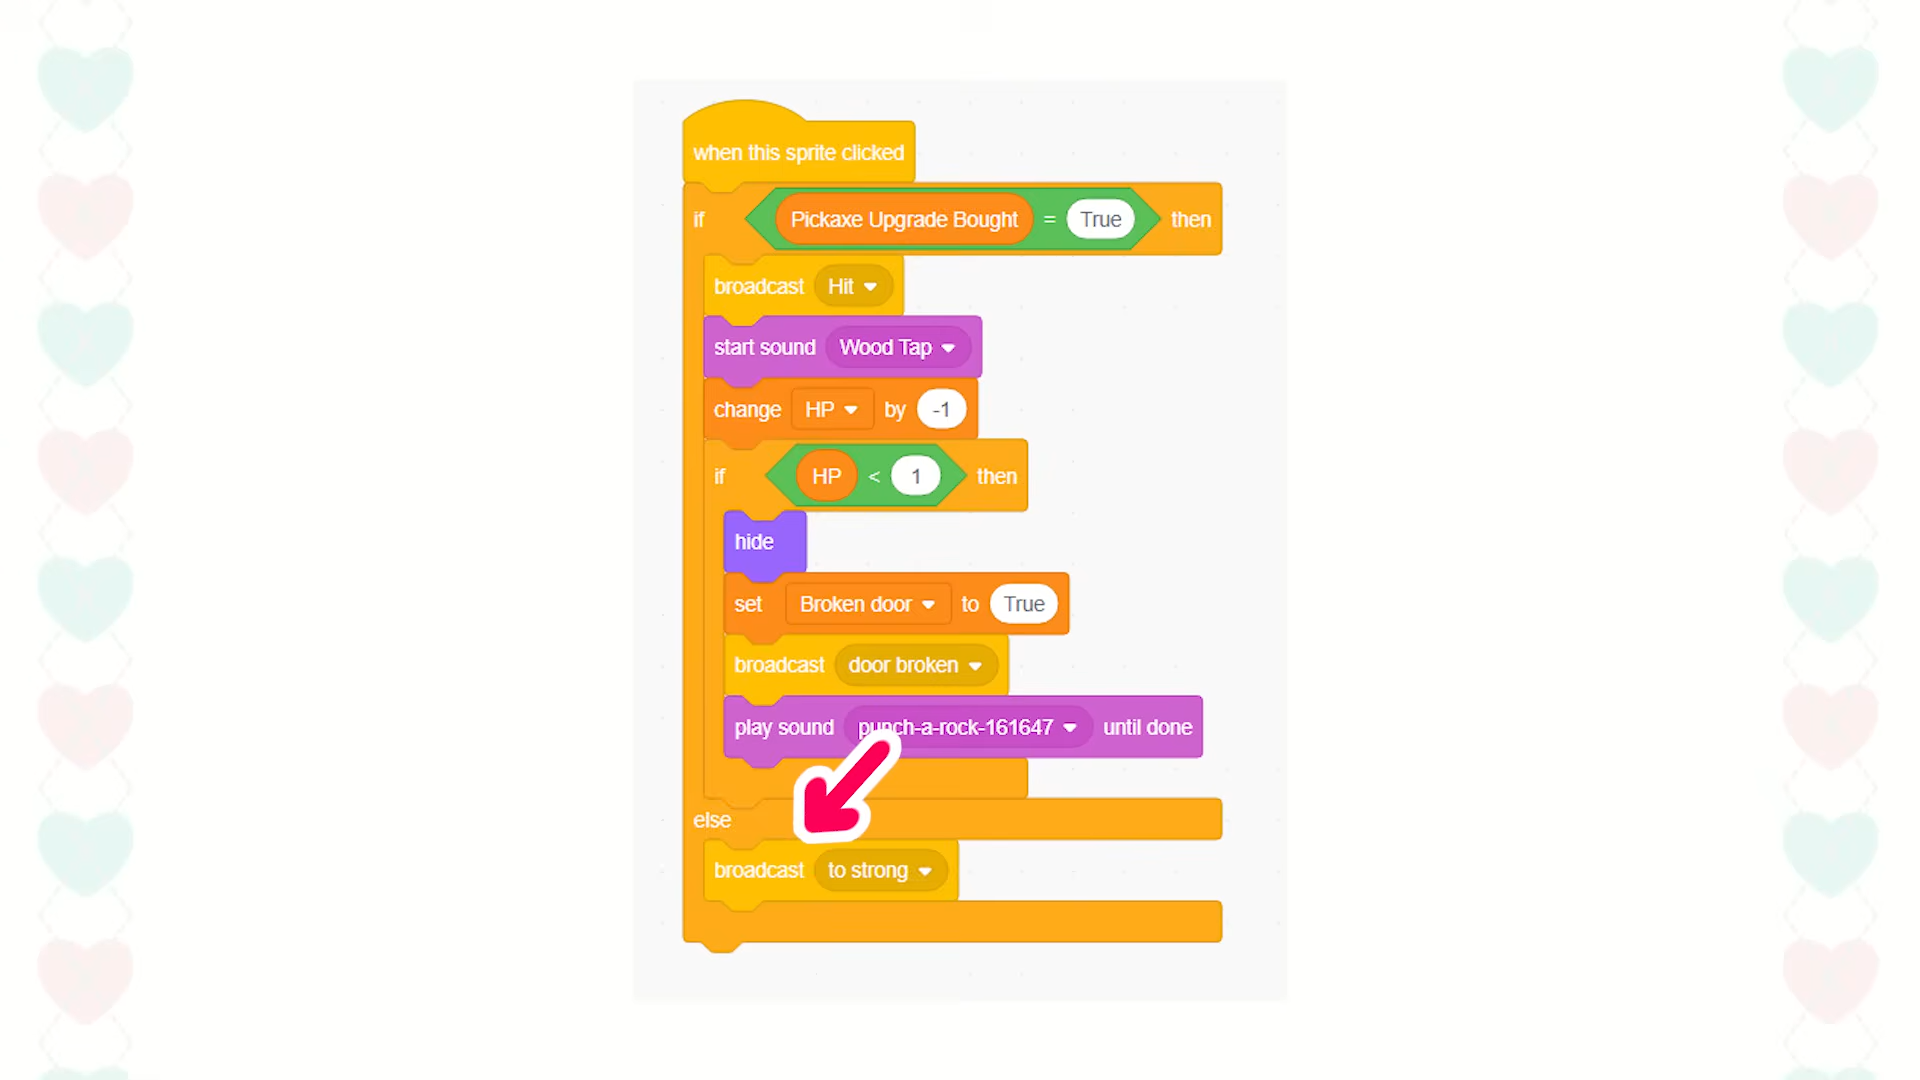 when this sprite clicked
if Pickaxe Upgrade Bought = True then
broadcast Hit
start sound Wood Tap
change HP by -1
if HP < 1 then
hide
set Broken door to True
broadcast door broken
play sound punch-a-rock-161647 until done
else
broadcast to strong